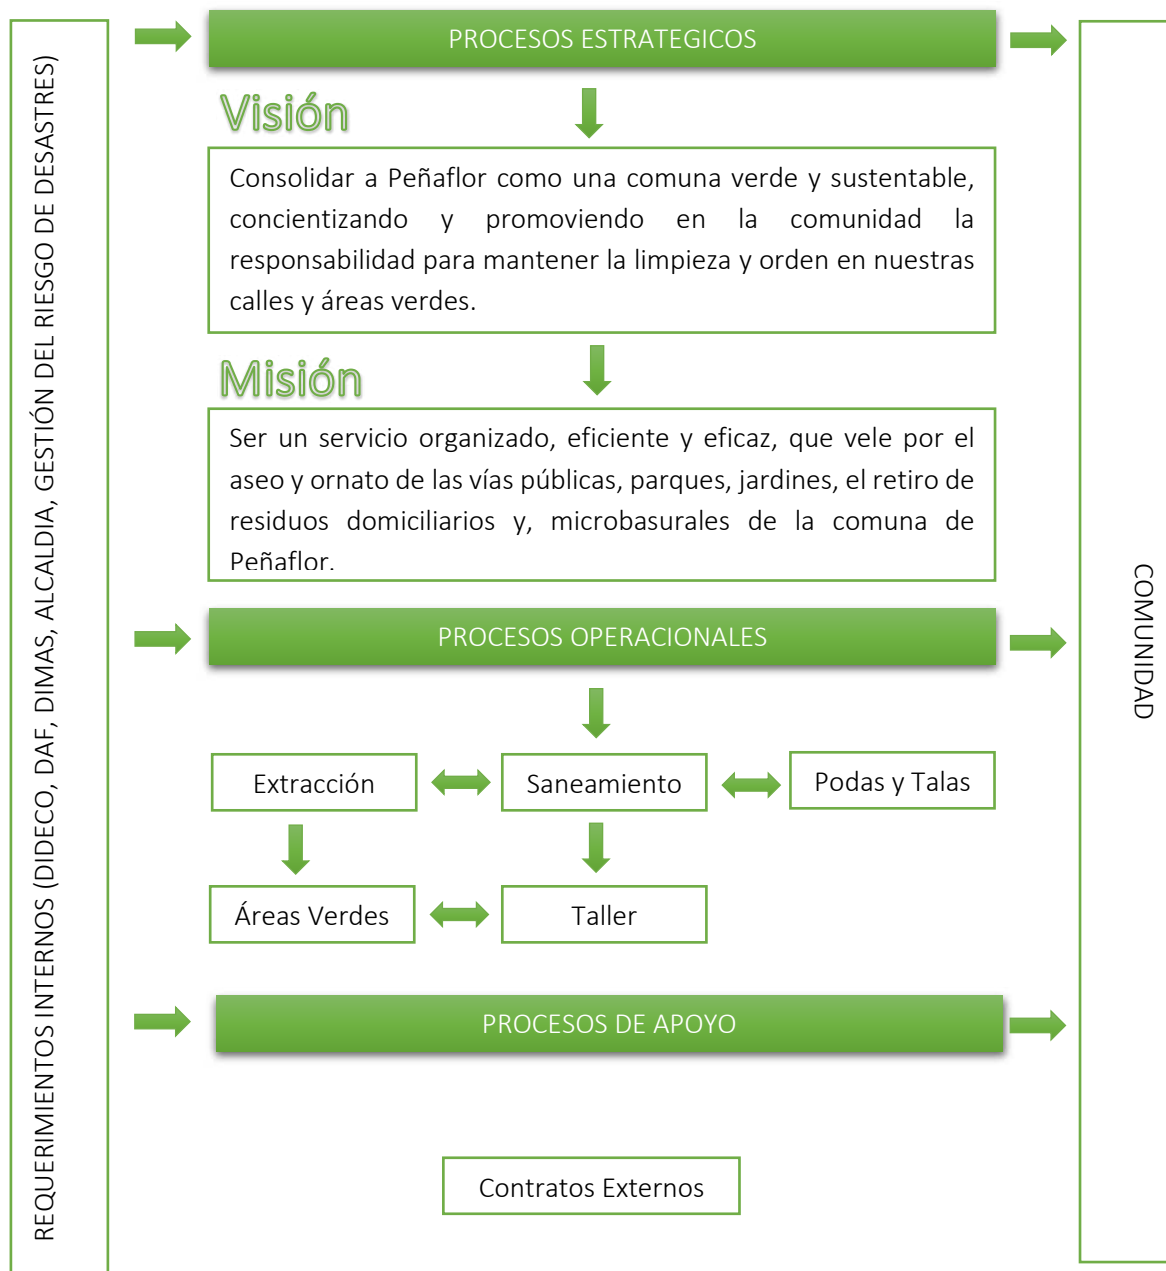 REQUERIMIENTOS INTERNOS (DIDECO, DAF, DIMAS, ALCALDIA, GESTIÓN DEL RIESGO DE DESASTRES)
PROCESOS ESTRATEGICOS
Visión
Consolidar a Peñaflor como una comuna verde y sustentable,
concientizando y promoviendo en la comunidad la
responsabilidad para mantener la limpieza y orden en nuestras
calles y áreas verdes.
Misión
Ser un servicio organizado, eficiente y eficaz, que vele por el
aseo y ornato de las vías públicas, parques, jardines, el retiro de
residuos domiciliarios y, microbasurales de la comuna de
Peñaflor.
PROCESOS OPERACIONALES
Extracción
Saneamiento
Podas y Talas
Áreas Verdes
Taller
PROCESOS DE APOYO
Contratos Externos
COMUNIDAD